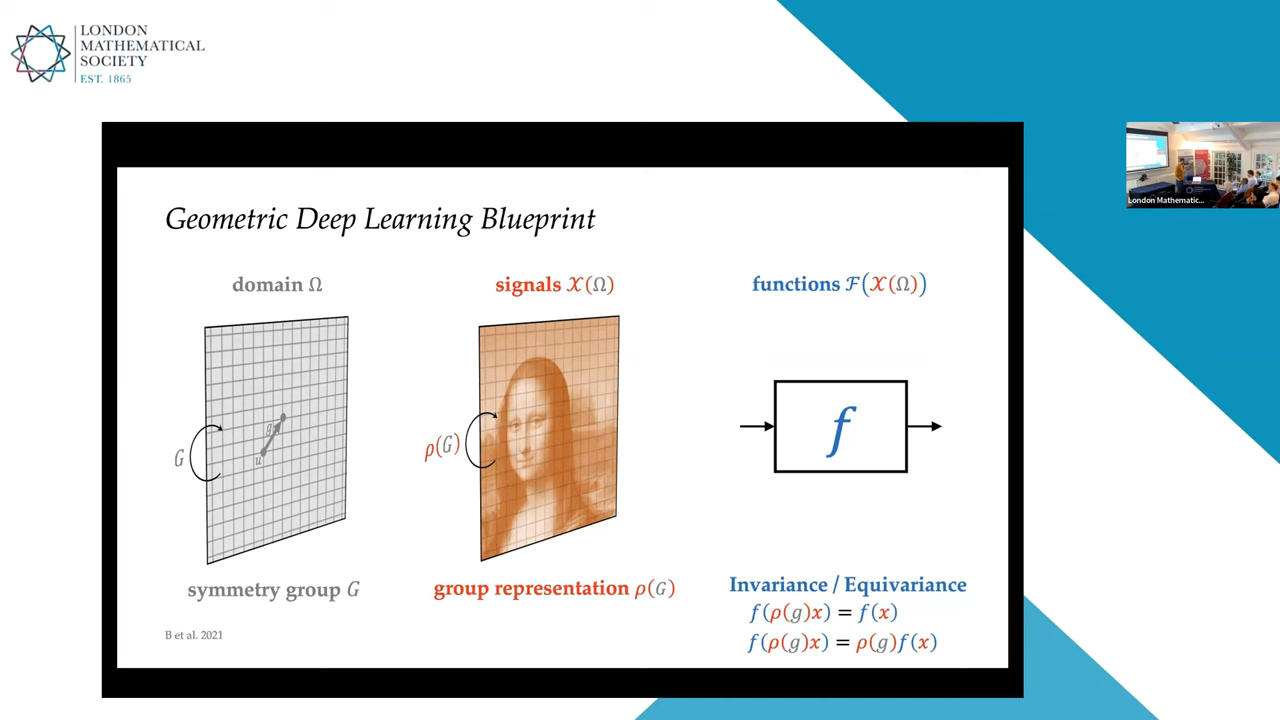 LONDON
MATHEMATICAL
SOCIETY
EST. 1865
London Mathematic...
Geometric Deep Learning Blueprint
domain Ω
signals 𝒳(Ω)
functions ℱ(𝒳(Ω))
G
g
u
ρ(G)
f
symmetry group G
group representation ρ(G)
Invariance / Equivariance
f(ρ(g)x) = f(x)
f(ρ(g)x) = ρ(g)f(x)
B et al. 2021